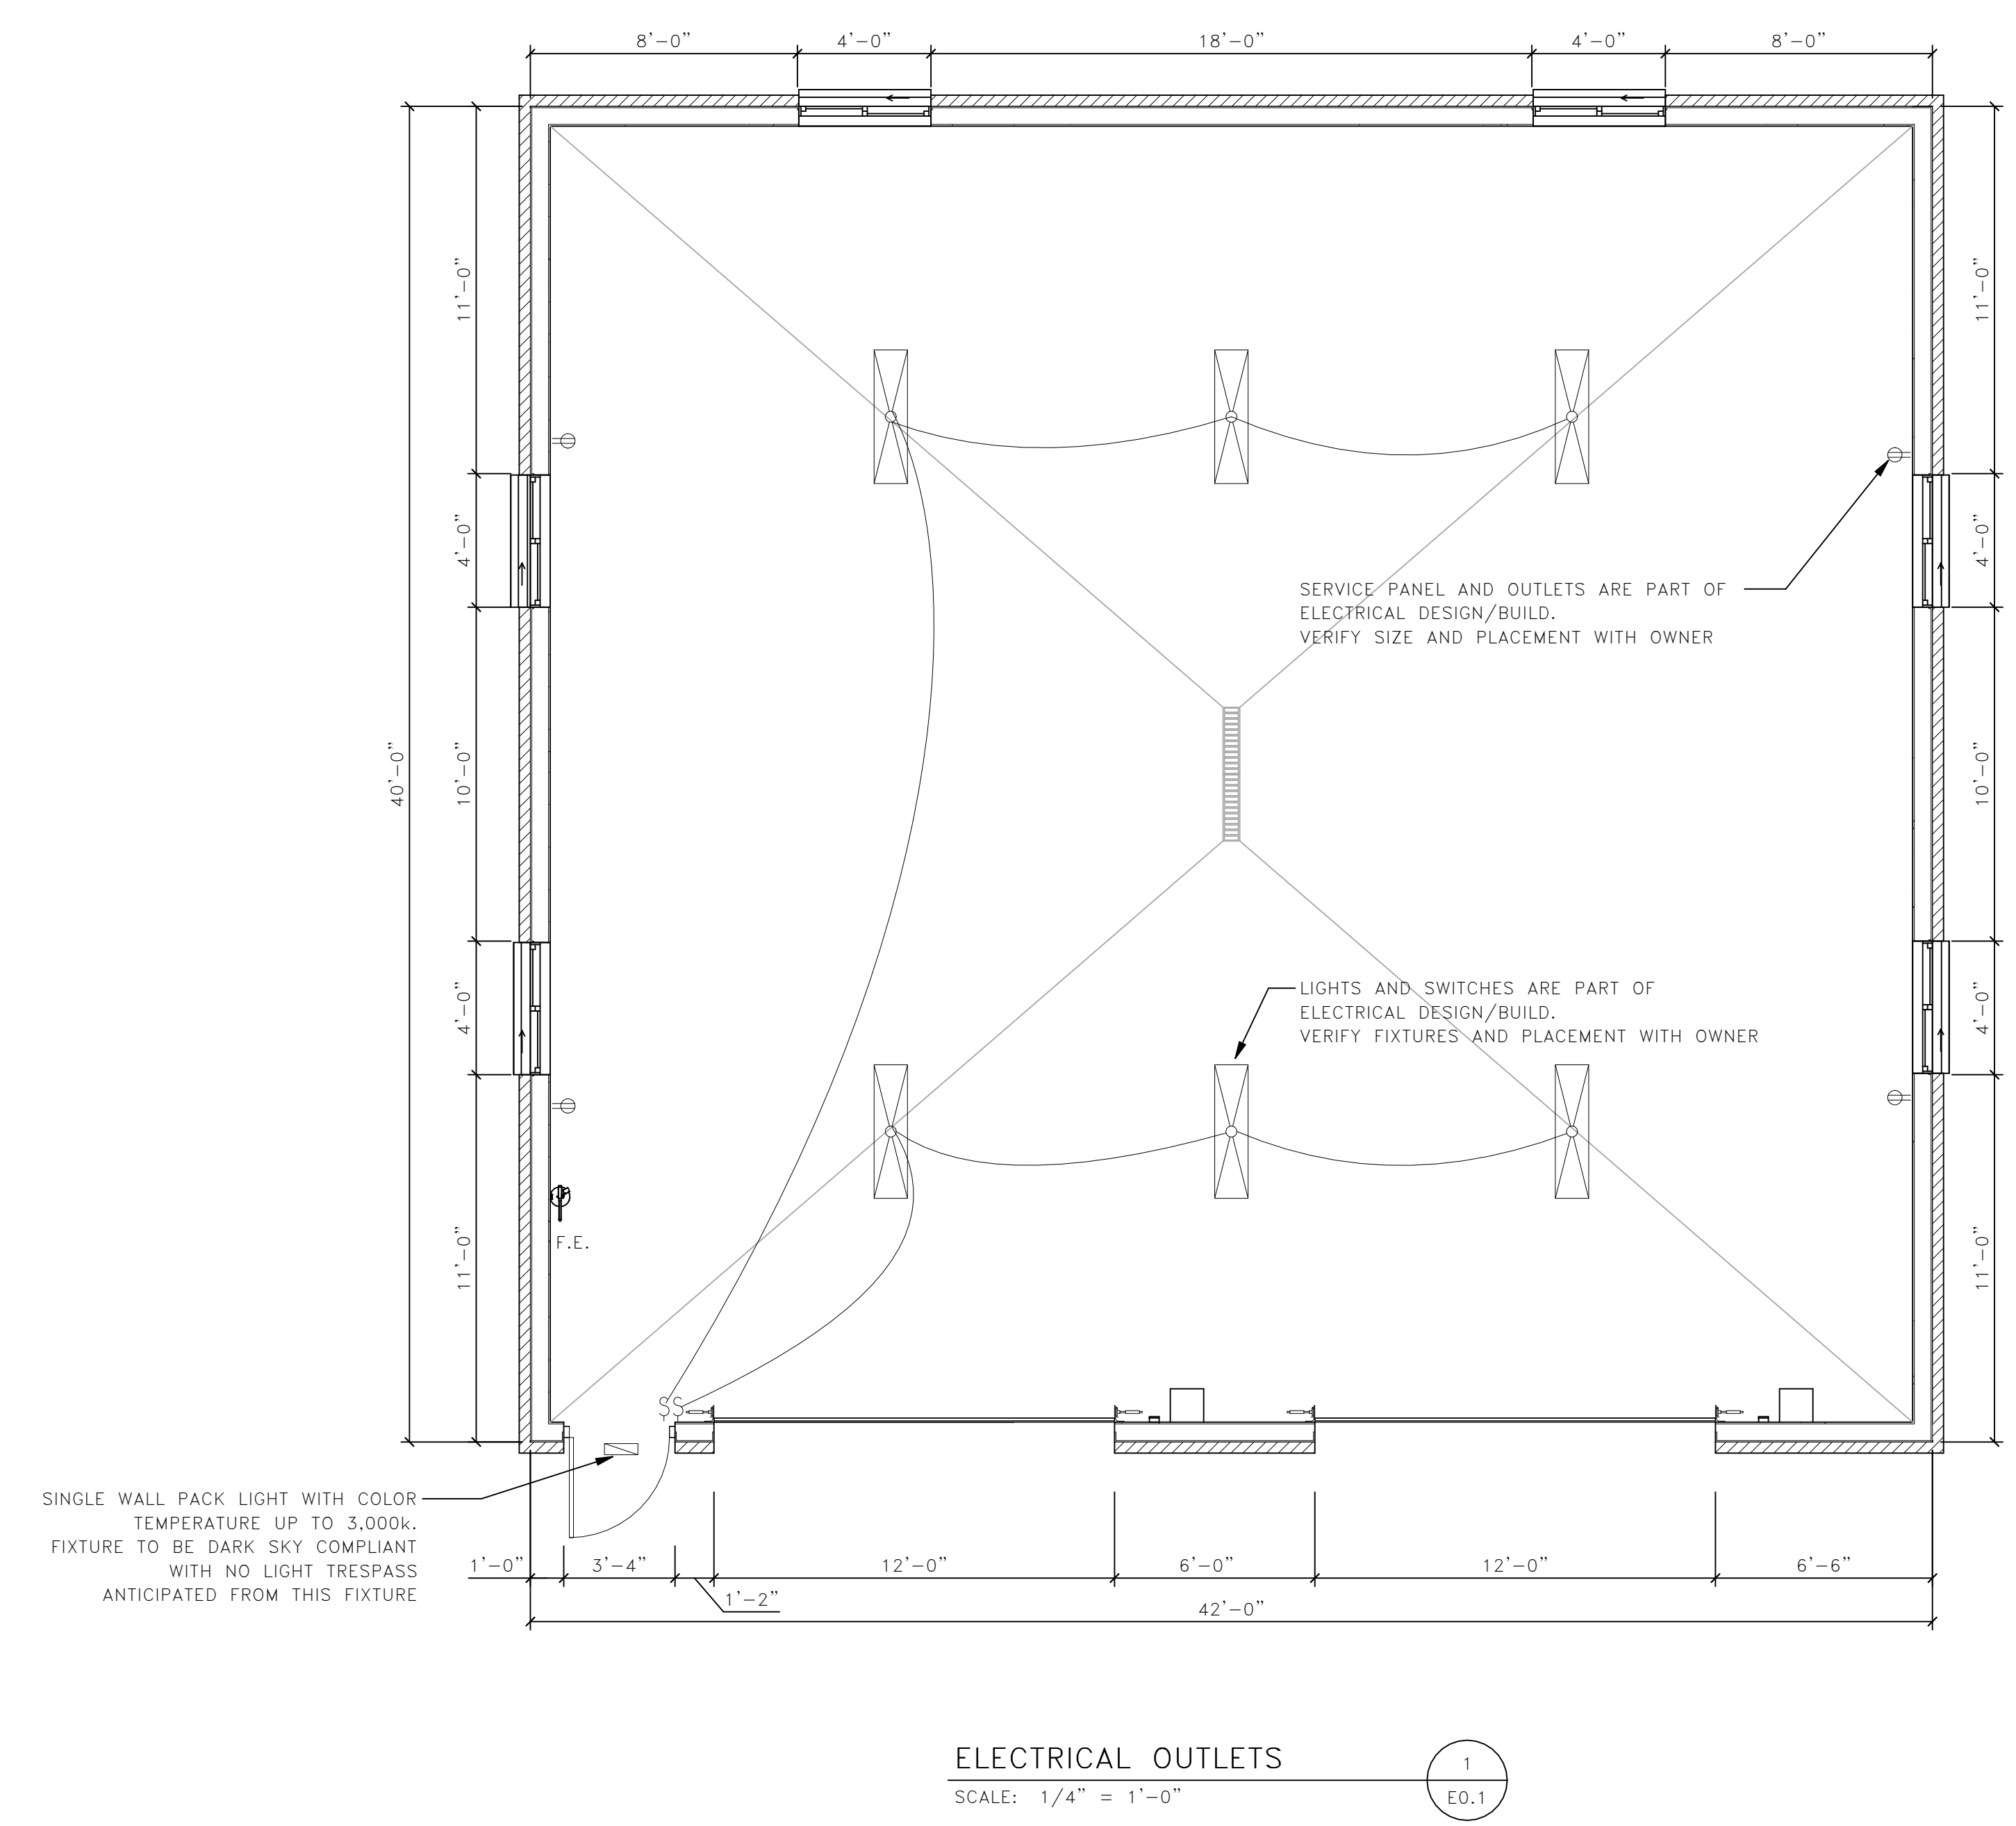 8'-0"
4'-0"
18'-0"
4'-0"
8'-0"
11'-0"
4'-0"
10'-0"
4'-0"
11'-0"
40'-0"
11'-0"
4'-0"
10'-0"
4'-0"
11'-0"
SERVICE PANEL AND OUTLETS ARE PART OF
ELECTRICAL DESIGN/BUILD.
VERIFY SIZE AND PLACEMENT WITH OWNER
LIGHTS AND SWITCHES ARE PART OF
ELECTRICAL DESIGN/BUILD.
VERIFY FIXTURES AND PLACEMENT WITH OWNER
F.E.
$$
SINGLE WALL PACK LIGHT WITH COLOR
TEMPERATURE UP TO 3,000k.
FIXTURE TO BE DARK SKY COMPLIANT
WITH NO LIGHT TRESPASS
ANTICIPATED FROM THIS FIXTURE
1'-0"
3'-4"
1'-2"
12'-0"
6'-0"
12'-0"
6'-6"
42'-0"
ELECTRICAL OUTLETS
SCALE: 1/4" = 1'-0"
1
E0.1